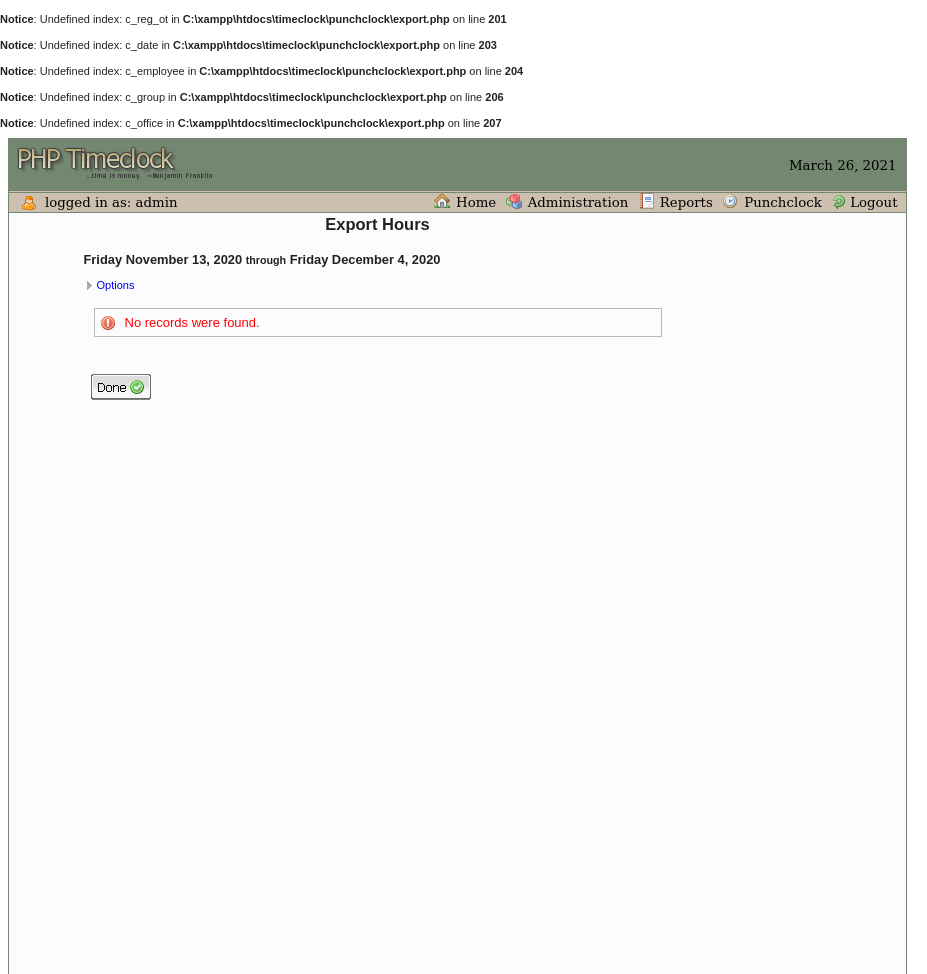 Notice: Undefined index: c_reg_ot in C:\xampp\htdocs\timeclock\punchclock\export.php on line 201
Notice: Undefined index: c_date in C:\xampp\htdocs\timeclock\punchclock\export.php on line 203
Notice: Undefined index: c_employee in C:\xampp\htdocs\timeclock\punchclock\export.php on line 204
Notice: Undefined index: c_group in C:\xampp\htdocs\timeclock\punchclock\export.php on line 206
Notice: Undefined index: c_office in C:\xampp\htdocs\timeclock\punchclock\export.php on line 207
PHP Timeclock
...time is money. --Benjamin Franklin
March 26, 2021
logged in as: admin Home Administration Reports Punchclock Logout
Export Hours
Friday November 13, 2020 through Friday December 4, 2020
Options
No records were found.
Done